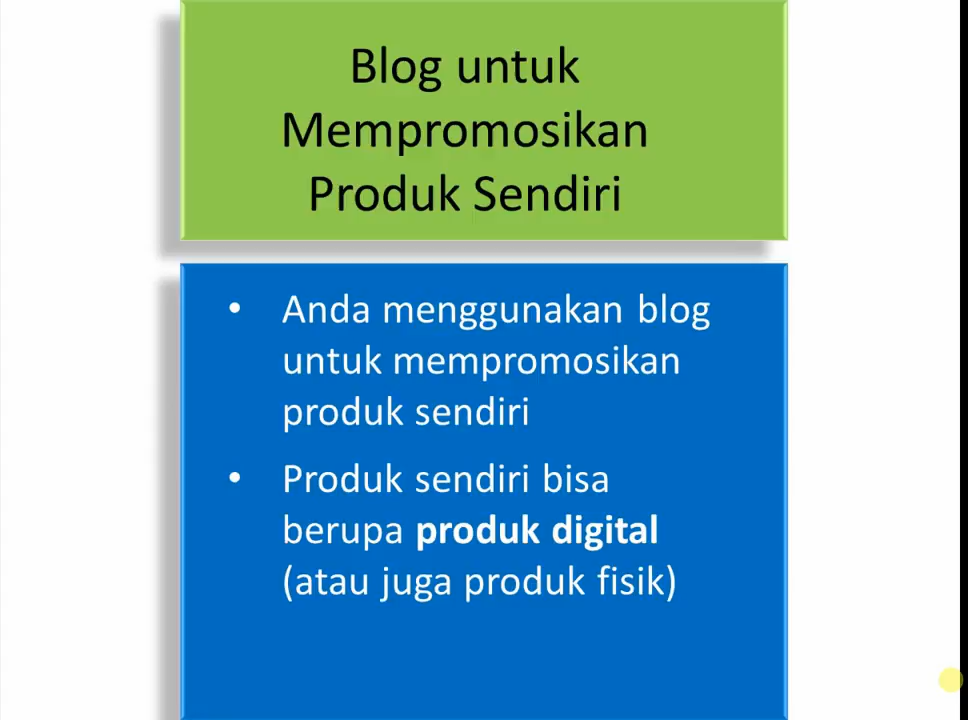 Blog untuk
Mempromosikan
Produk Sendiri
• Anda menggunakan blog
untuk mempromosikan
produk sendiri
• Produk sendiri bisa
berupa produk digital
(atau juga produk fisik)